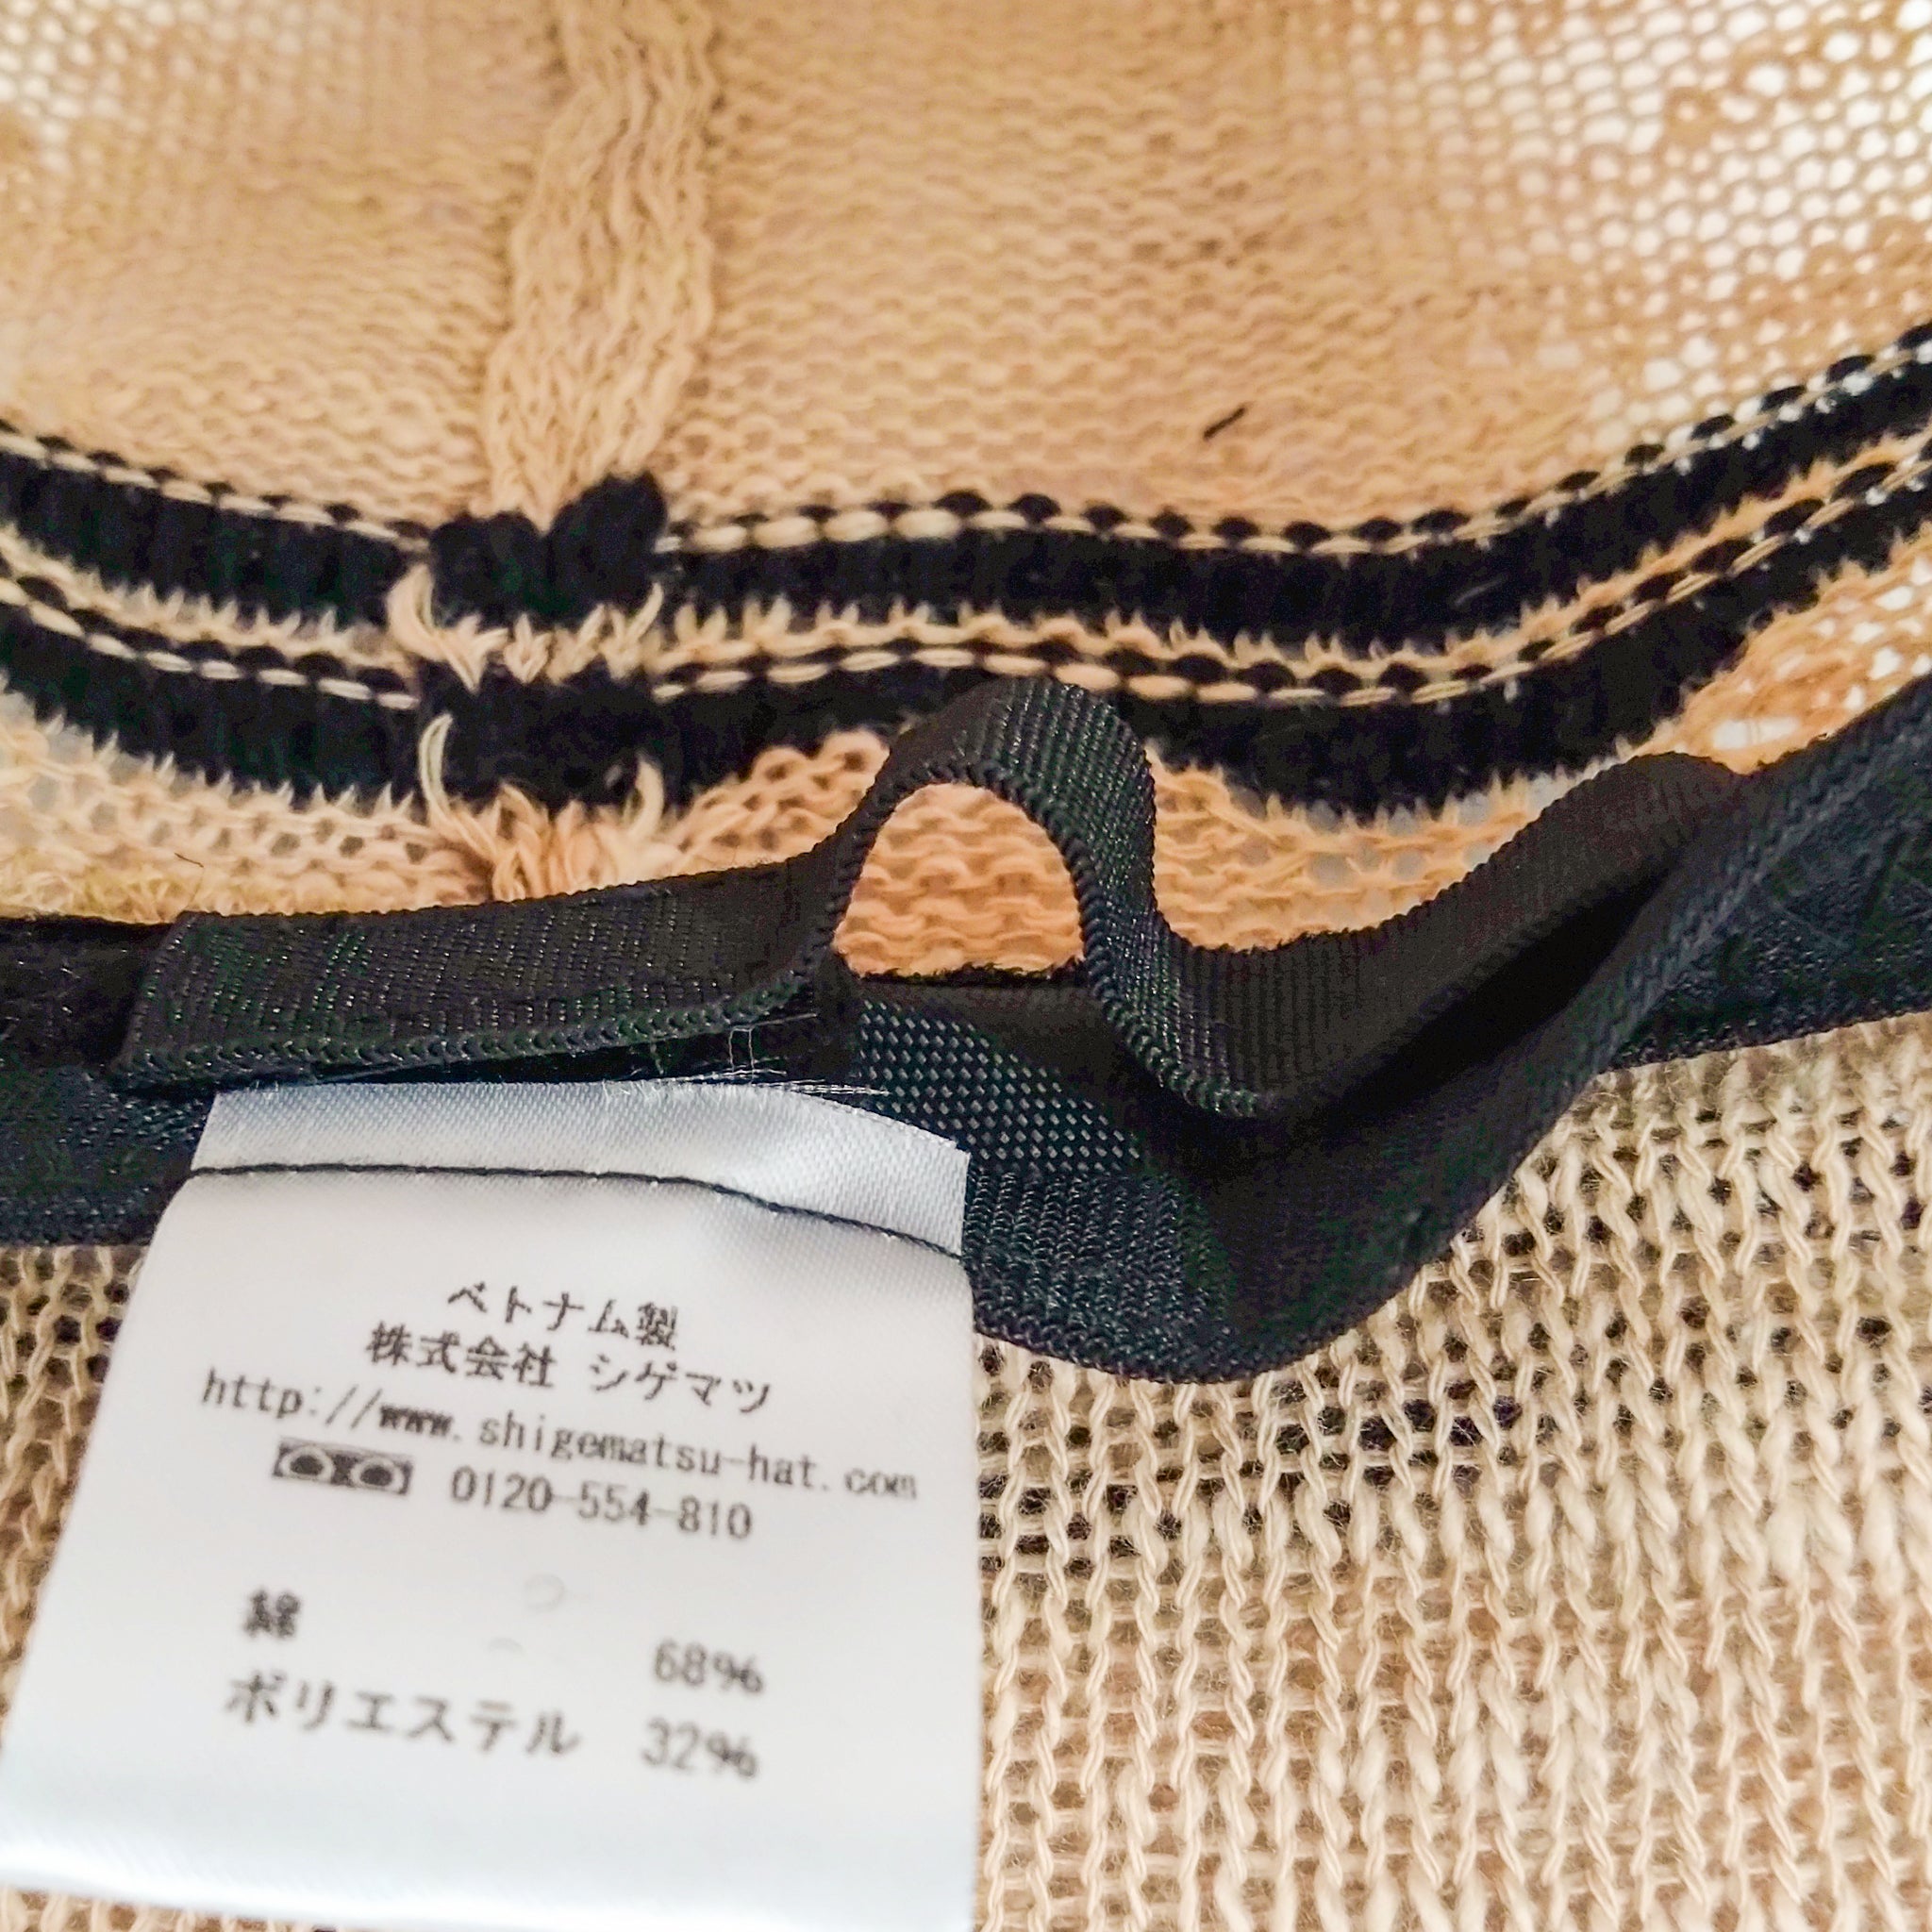 ベトナム製
株式会社 シゲマツ
http://www.shigematsu-hat.com
0120-554-810
綿 68%
ポリエステル 32%